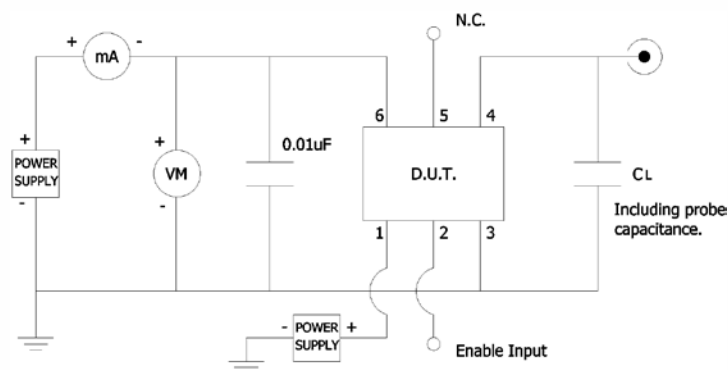 N.C.
+ mA -
6 5 4
+ POWER SUPPLY -
+ VM -
0.01uF
D.U.T.
CL
Including probe
capacitance.
1 2 3
- POWER SUPPLY +
Enable Input